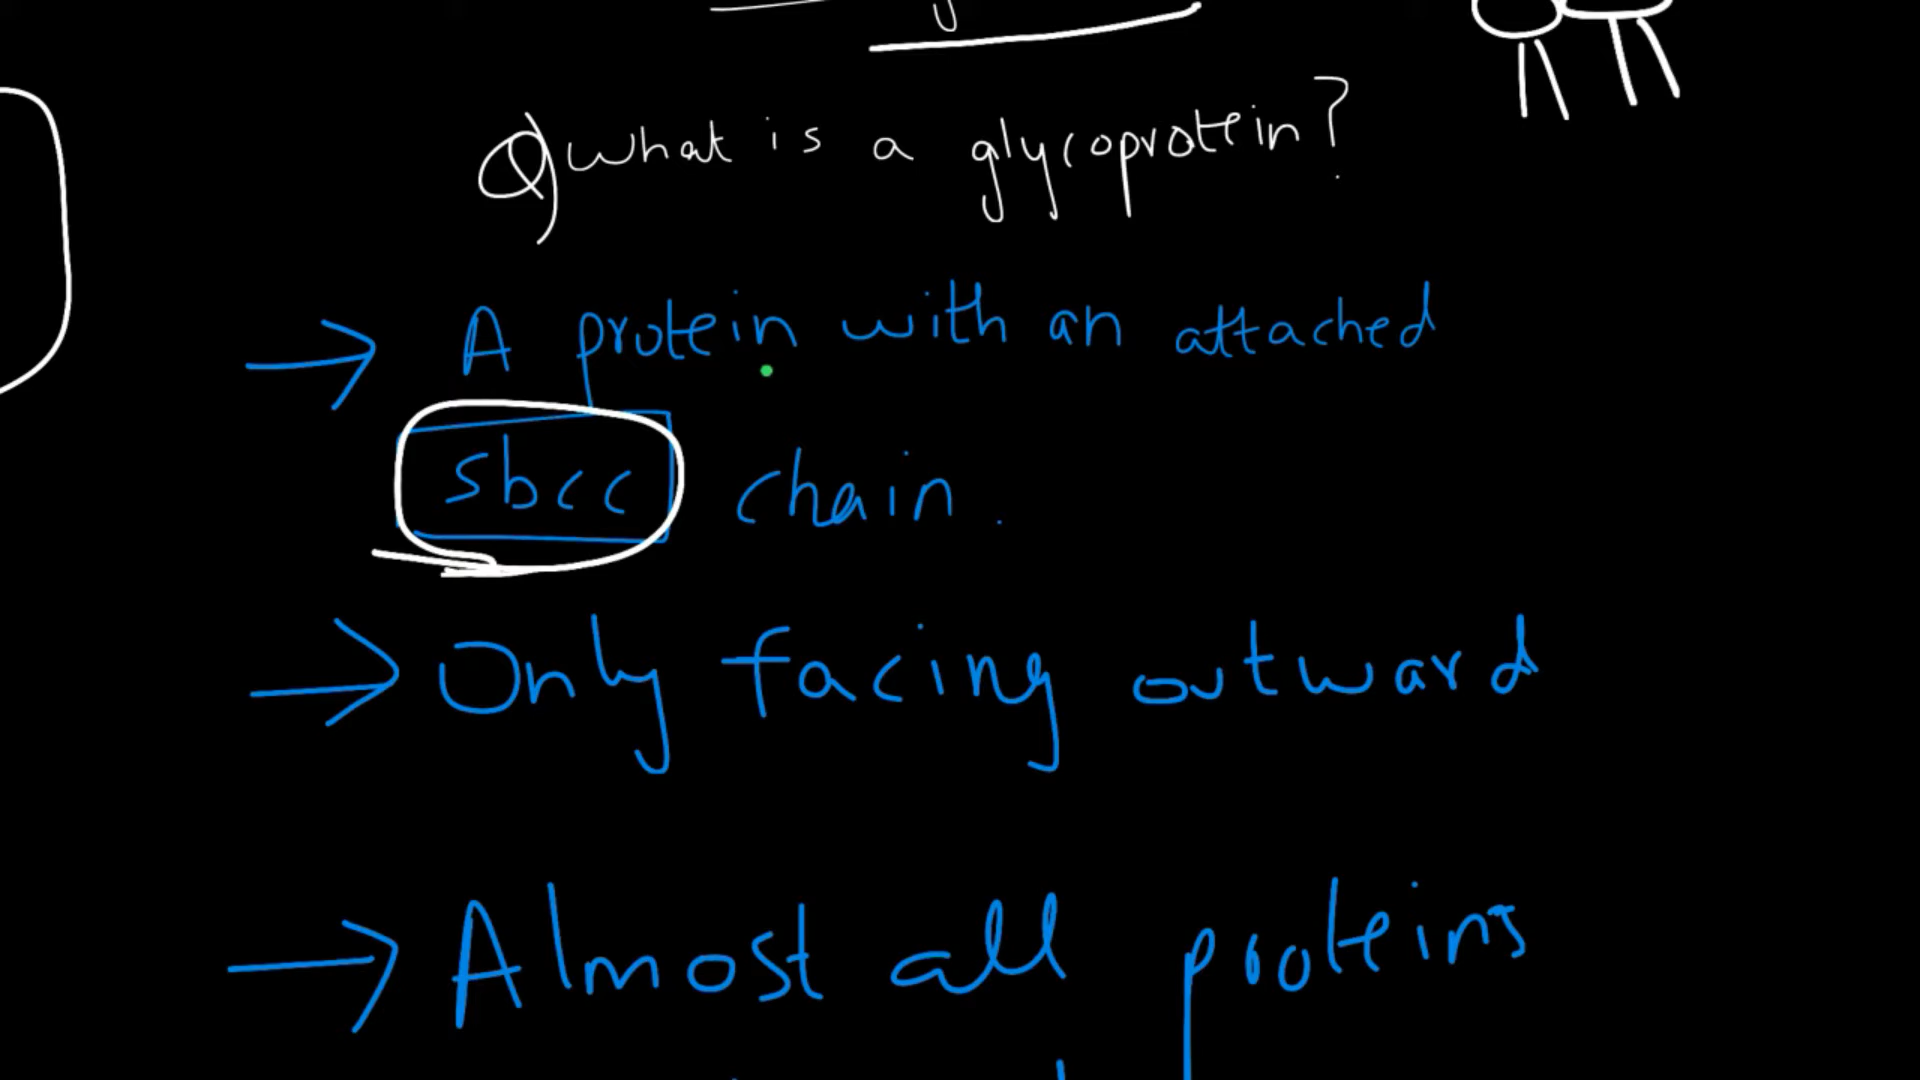 Q) What is a glycoprotein?
→ A protein with an attached
sbcc chain.
→ Only facing outward
→ Almost all proteins